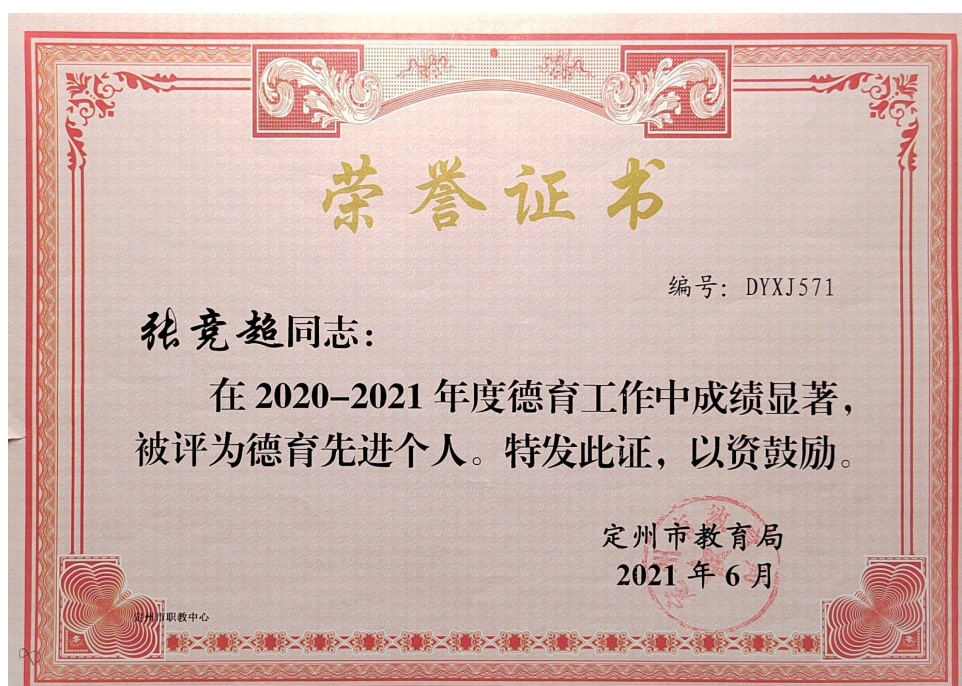 荣誉证书
编号：DYXJ571
张竞超同志：
在2020-2021年度德育工作中成绩显著，
被评为德育先进个人。特发此证，以资鼓励。
定州市教育局
2021年6月
定州市职教中心